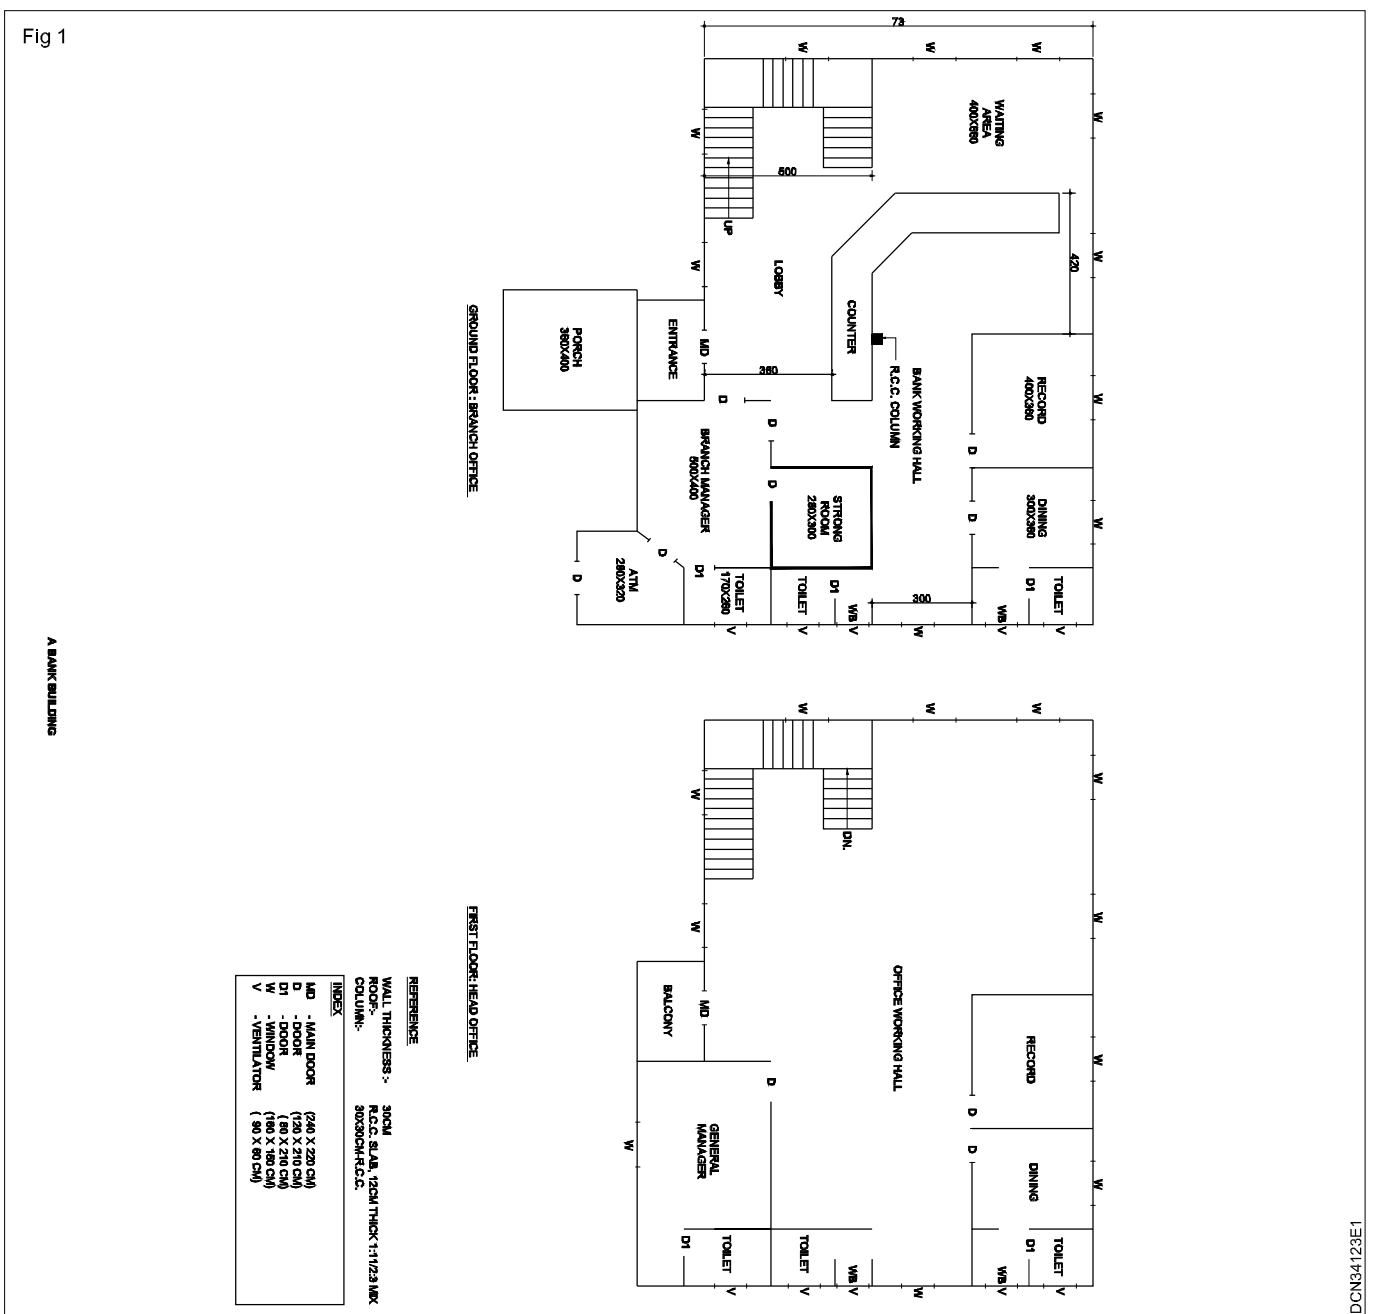 Fig 1
73
W
W
W
WAITING
AREA
400X660
W
W
500
UP
W
W
LOBBY
420
COUNTER
ENTRANCE
MD
PORCH
360X400
360
R.C.C. COLUMN
BANK WORKING HALL
RECORD
400X360
W
D
D
D
BRANCH MANAGER
500X400
D
STRONG
ROOM
280X300
D
DINING
300X360
W
D
D
ATM
280X320
D
D1
TOILET
170X260
TOILET
D1
WB
300
WB
D1
TOILET
V
V
V
W
V
V
GROUND FLOOR : BRANCH OFFICE
W
W
W
W
W
DN.
W
W
BALCONY
MD
OFFICE WORKING HALL
RECORD
W
D
D
D
W
GENERAL
MANAGER
DINING
W
D1
TOILET
TOILET
WB
WB
D1
TOILET
V
V
V
W
V
V
FIRST FLOOR: HEAD OFFICE
REFERENCE
WALL THICKNESS :- 30CM
ROOF:- R.C.C. SLAB, 12CM THICK 1:11/2:3 MIX
COLUMN:- 30X30CM-R.C.C.
INDEX
MD - MAIN DOOR (240 X 220 CM)
D - DOOR (120 X 210 CM)
D1 - DOOR ( 80 X 210 CM)
W - WINDOW (160 X 160 CM)
V - VENTILATOR ( 90 X 60 CM)
A BANK BUILDING
DCN34123E1